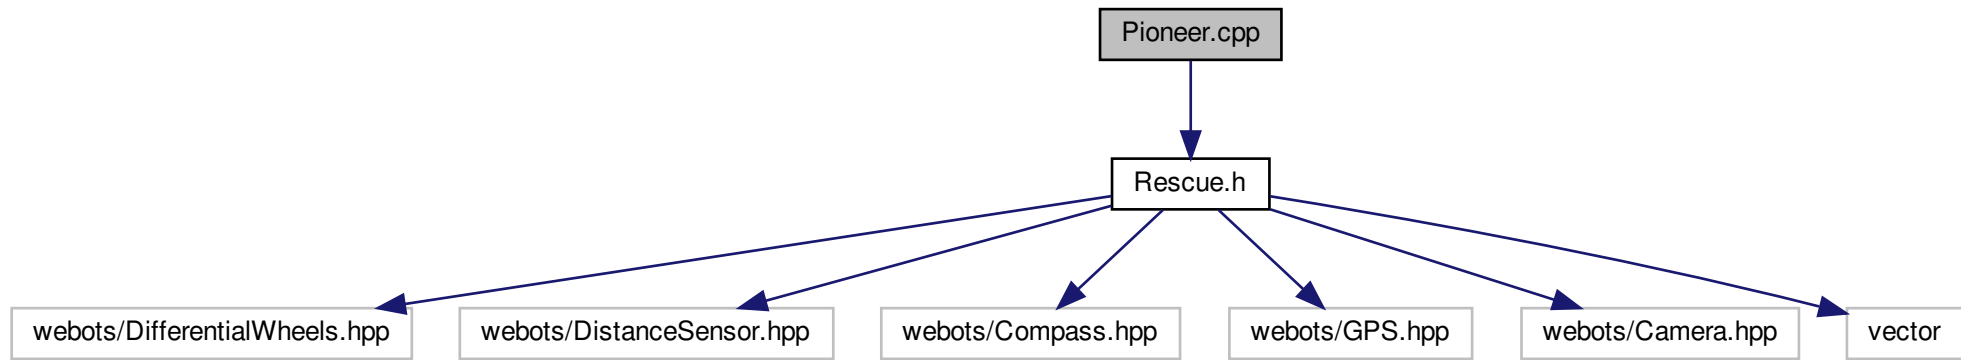 Pioneer.cpp
Rescue.h
webots/DifferentialWheels.hpp
webots/DistanceSensor.hpp
webots/Compass.hpp
webots/GPS.hpp
webots/Camera.hpp
vector